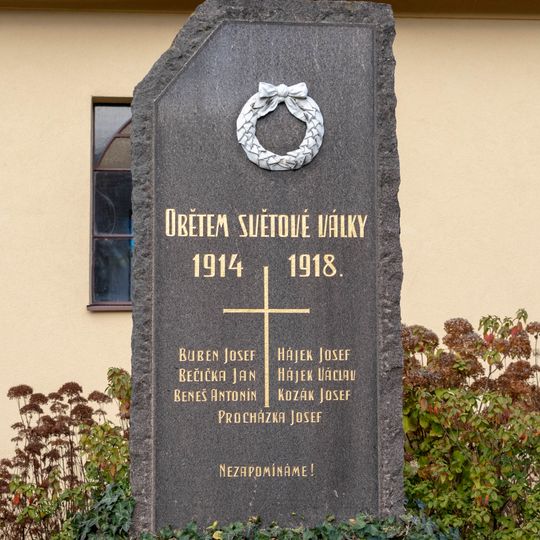 OBĚTEM SVĚTOVÉ VÁLKY
1914 1918.
BUBEN JOSEF HÁJEK JOSEF
BEČIČKA JAN HÁJEK VÁCLAV
BENEŠ ANTONÍN KOZÁK JOSEF
PROCHÁZKA JOSEF
NEZAPOMÍNÁME!